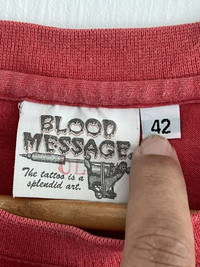 BLOOD
MESSAGE
The tattoo is a
splendid art.
42